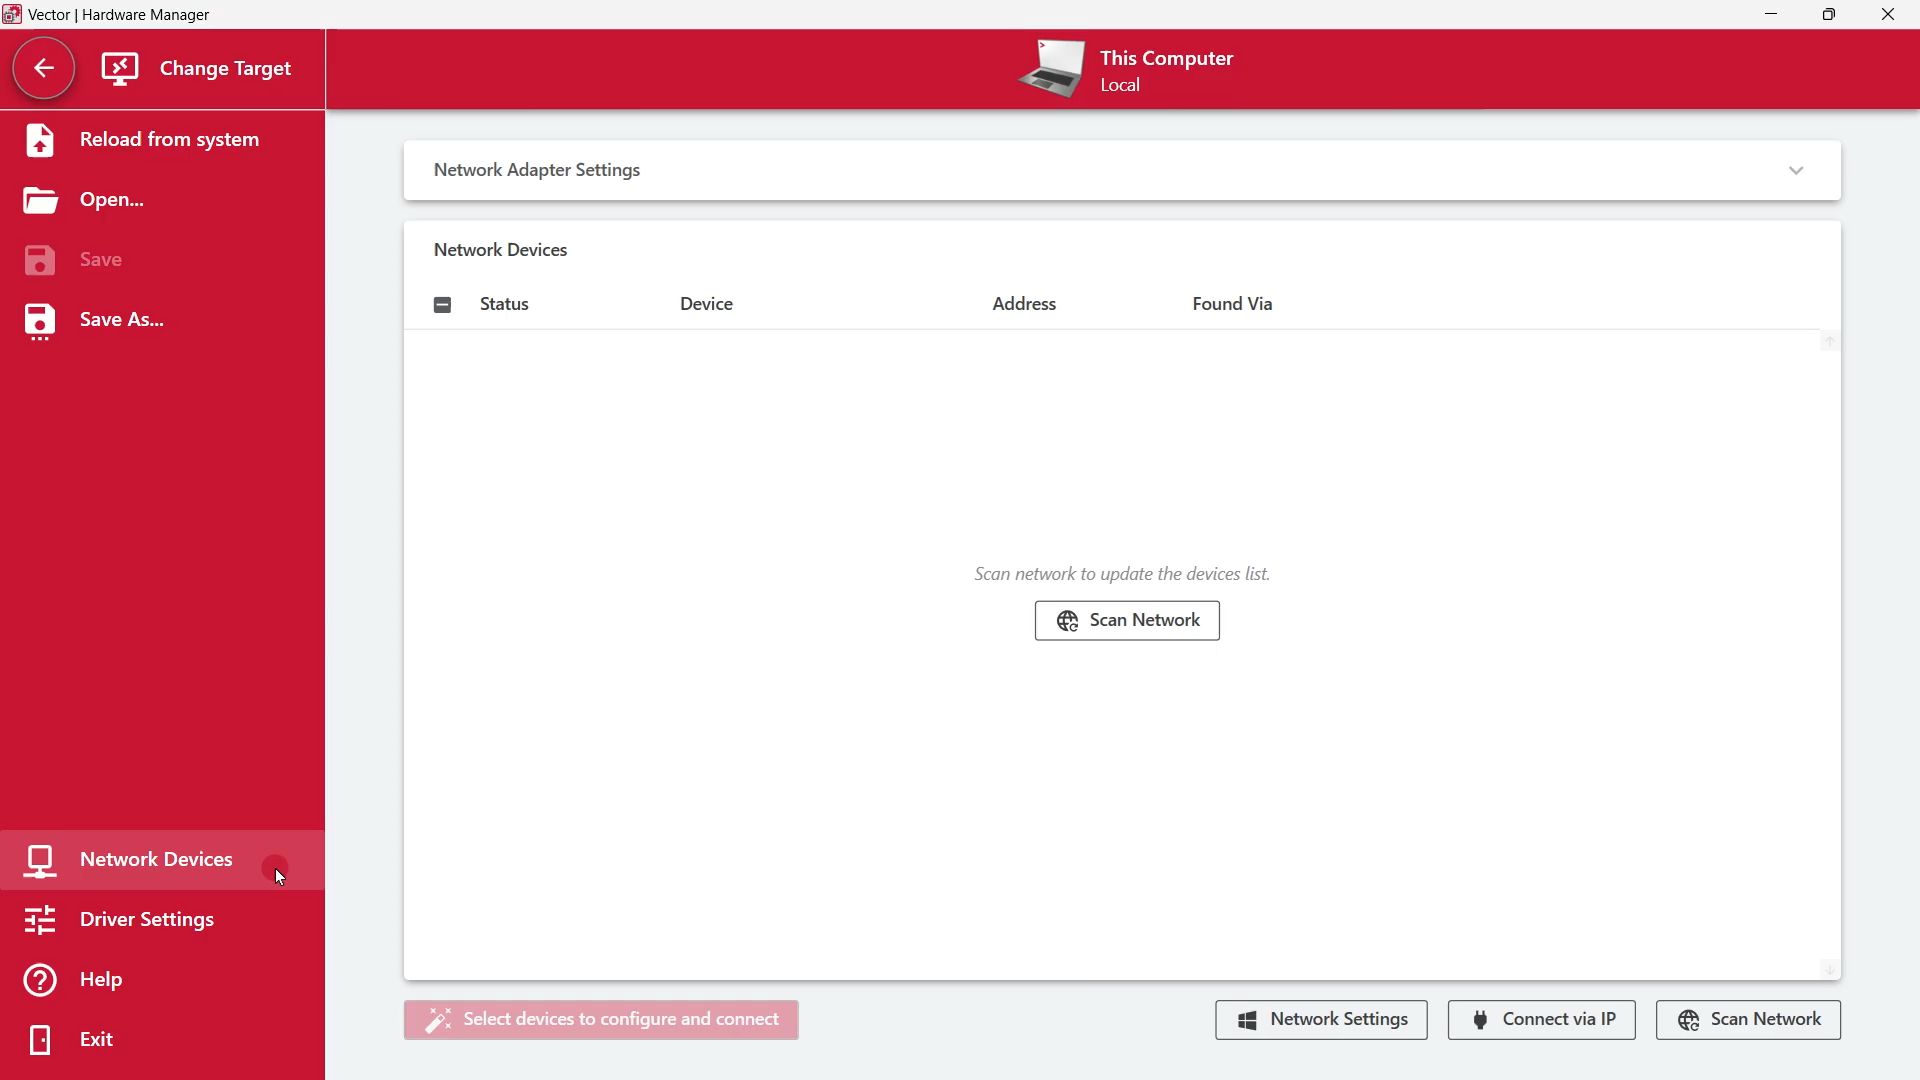 Vector | Hardware Manager
Change Target
This Computer
Local
Reload from system
Open...
Save
Save As...
Network Adapter Settings
Network Devices
Status Device Address Found Via
Scan network to update the devices list.
Scan Network
Network Devices
Driver Settings
Help
Exit
Select devices to configure and connect
Network Settings
Connect via IP
Scan Network